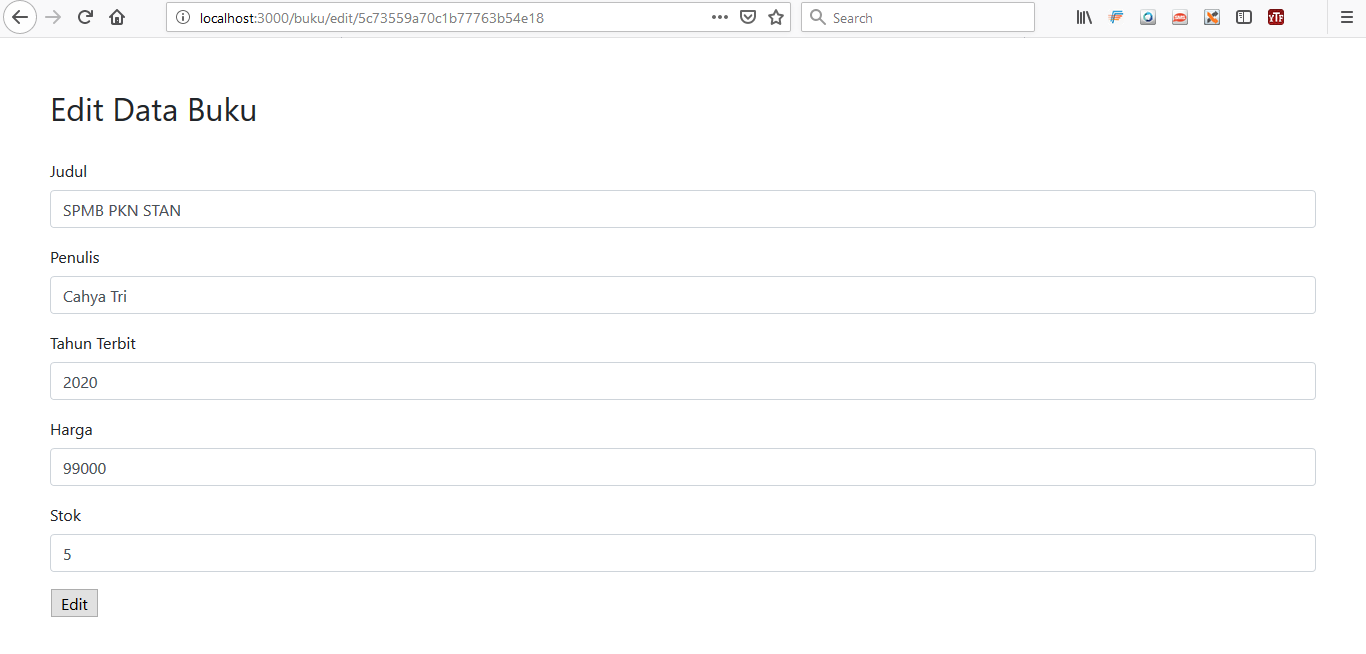 localhost:3000/buku/edit/5c73559a70c1b77763b54e18
Search
Edit Data Buku
Judul
SPMB PKN STAN
Penulis
Cahya Tri
Tahun Terbit
2020
Harga
99000
Stok
5
Edit